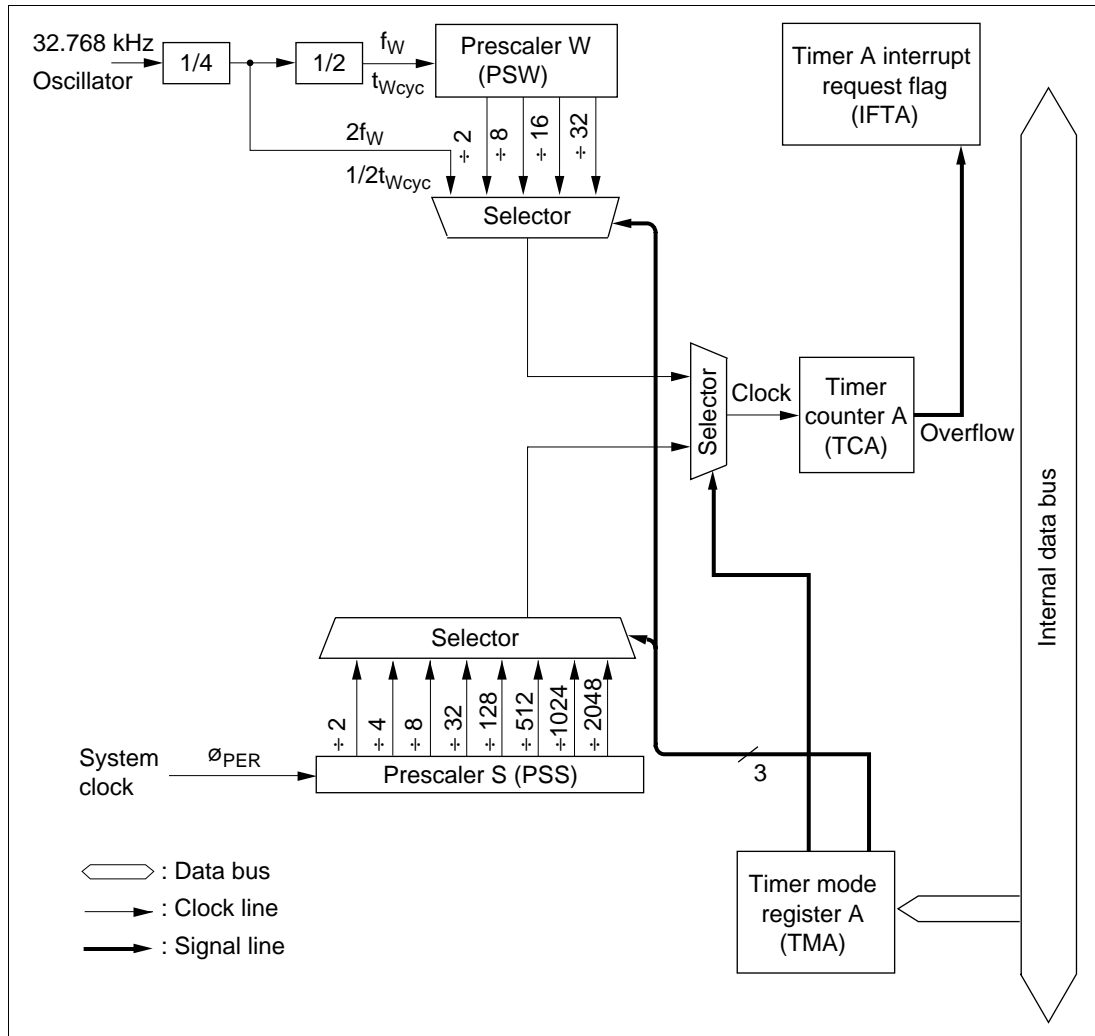 32.768 kHz
Oscillator
1/4
1/2
fW
tWcyc
Prescaler W
(PSW)
2fW
1/2tWcyc
÷ 2
÷ 8
÷ 16
÷ 32
Selector
Timer A interrupt
request flag
(IFTA)
Selector
Clock
Timer
counter A
(TCA)
Overflow
Internal data bus
Selector
÷ 2
÷ 4
÷ 8
÷ 32
÷ 128
÷ 512
÷1024
÷ 2048
System
clock
øPER
Prescaler S (PSS)
3
Timer mode
register A
(TMA)
: Data bus
: Clock line
: Signal line